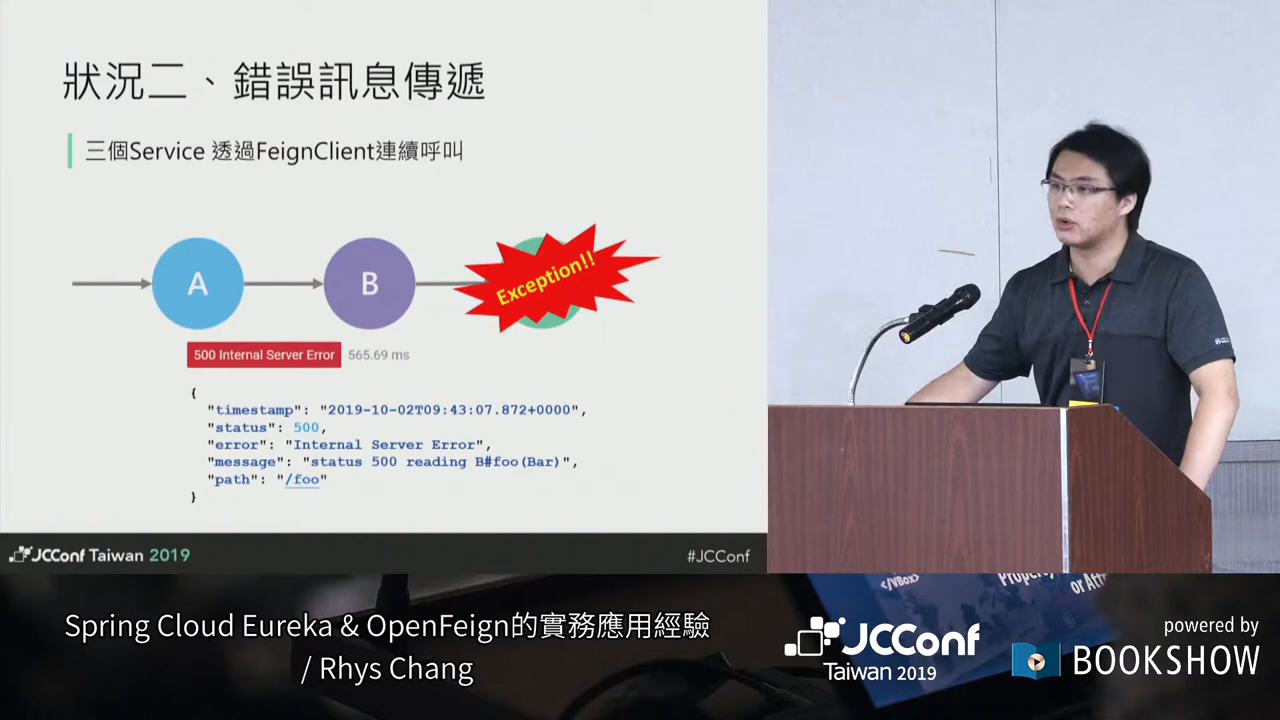 狀況二、錯誤訊息傳遞
三個Service 透過FeignClient連續呼叫
A
B
Exception!!
500 Internal Server Error
565.69 ms
{
"timestamp": "2019-10-02T09:43:07.872+0000",
"status": 500,
"error": "Internal Server Error",
"message": "status 500 reading B#foo(Bar)",
"path": "/foo"
}
JCConf Taiwan 2019
#JCConf
</VBox>
Property
or Att
Spring Cloud Eureka & OpenFeign的實務應用經驗
/ Rhys Chang
JCConf
Taiwan 2019
powered by
BOOKSHOW